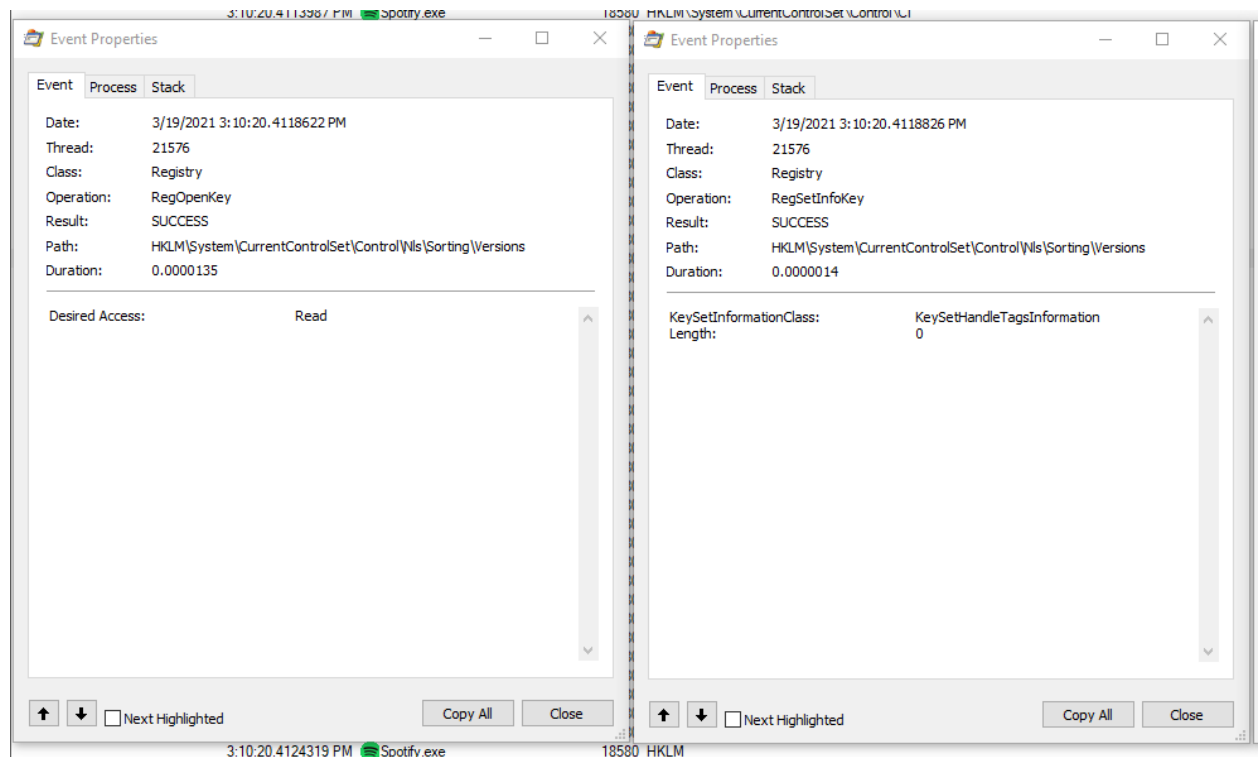 3:10:20.4113987 PM Spotify.exe 18580 HKLM\System\CurrentControlSet\Control\CI
Event Properties
Event Process Stack
Date: 3/19/2021 3:10:20.4118622 PM
Thread: 21576
Class: Registry
Operation: RegOpenKey
Result: SUCCESS
Path: HKLM\System\CurrentControlSet\Control\Nls\Sorting\Versions
Duration: 0.0000135
Desired Access: Read
Next Highlighted Copy All Close
Event Properties
Event Process Stack
Date: 3/19/2021 3:10:20.4118826 PM
Thread: 21576
Class: Registry
Operation: RegSetInfoKey
Result: SUCCESS
Path: HKLM\System\CurrentControlSet\Control\Nls\Sorting\Versions
Duration: 0.0000014
KeySetInformationClass: KeySetHandleTagsInformation
Length: 0
Next Highlighted Copy All Close
3:10:20.4124319 PM Spotify.exe 18580 HKLM